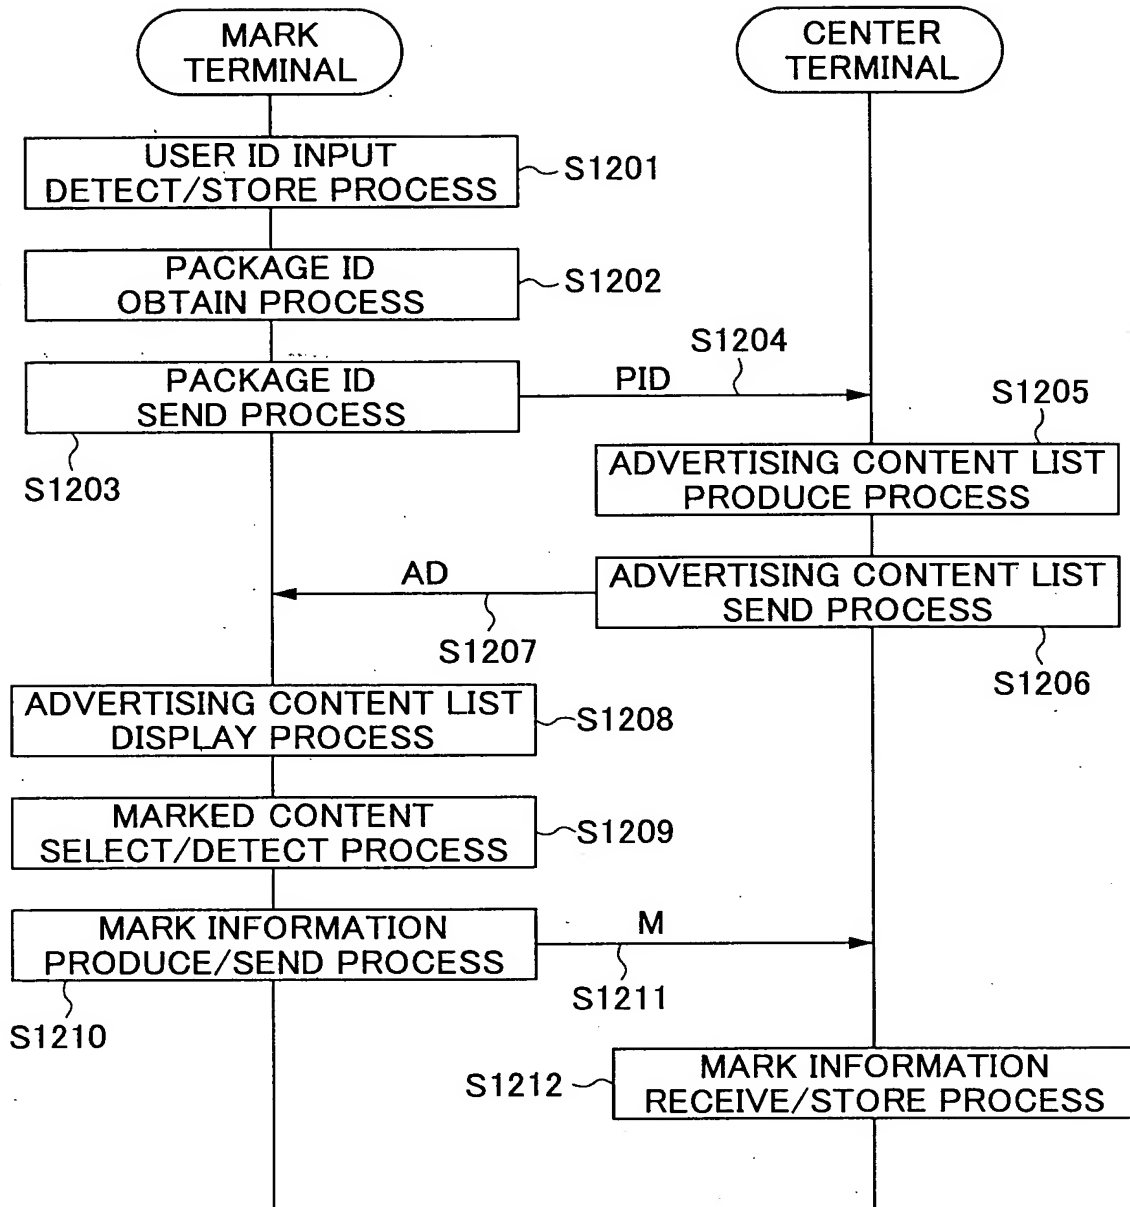 MARK
TERMINAL
CENTER
TERMINAL
USER ID INPUT
DETECT/STORE PROCESS
S1201
PACKAGE ID
OBTAIN PROCESS
S1202
S1204
PACKAGE ID
SEND PROCESS
PID
S1203
S1205
ADVERTISING CONTENT LIST
PRODUCE PROCESS
AD
ADVERTISING CONTENT LIST
SEND PROCESS
S1207
S1206
ADVERTISING CONTENT LIST
DISPLAY PROCESS
S1208
MARKED CONTENT
SELECT/DETECT PROCESS
S1209
MARK INFORMATION
PRODUCE/SEND PROCESS
M
S1211
S1210
S1212
MARK INFORMATION
RECEIVE/STORE PROCESS